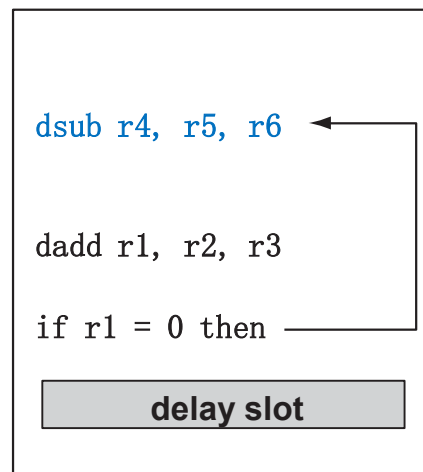 dsub r4, r5, r6
dadd r1, r2, r3
if r1 = 0 then
delay slot